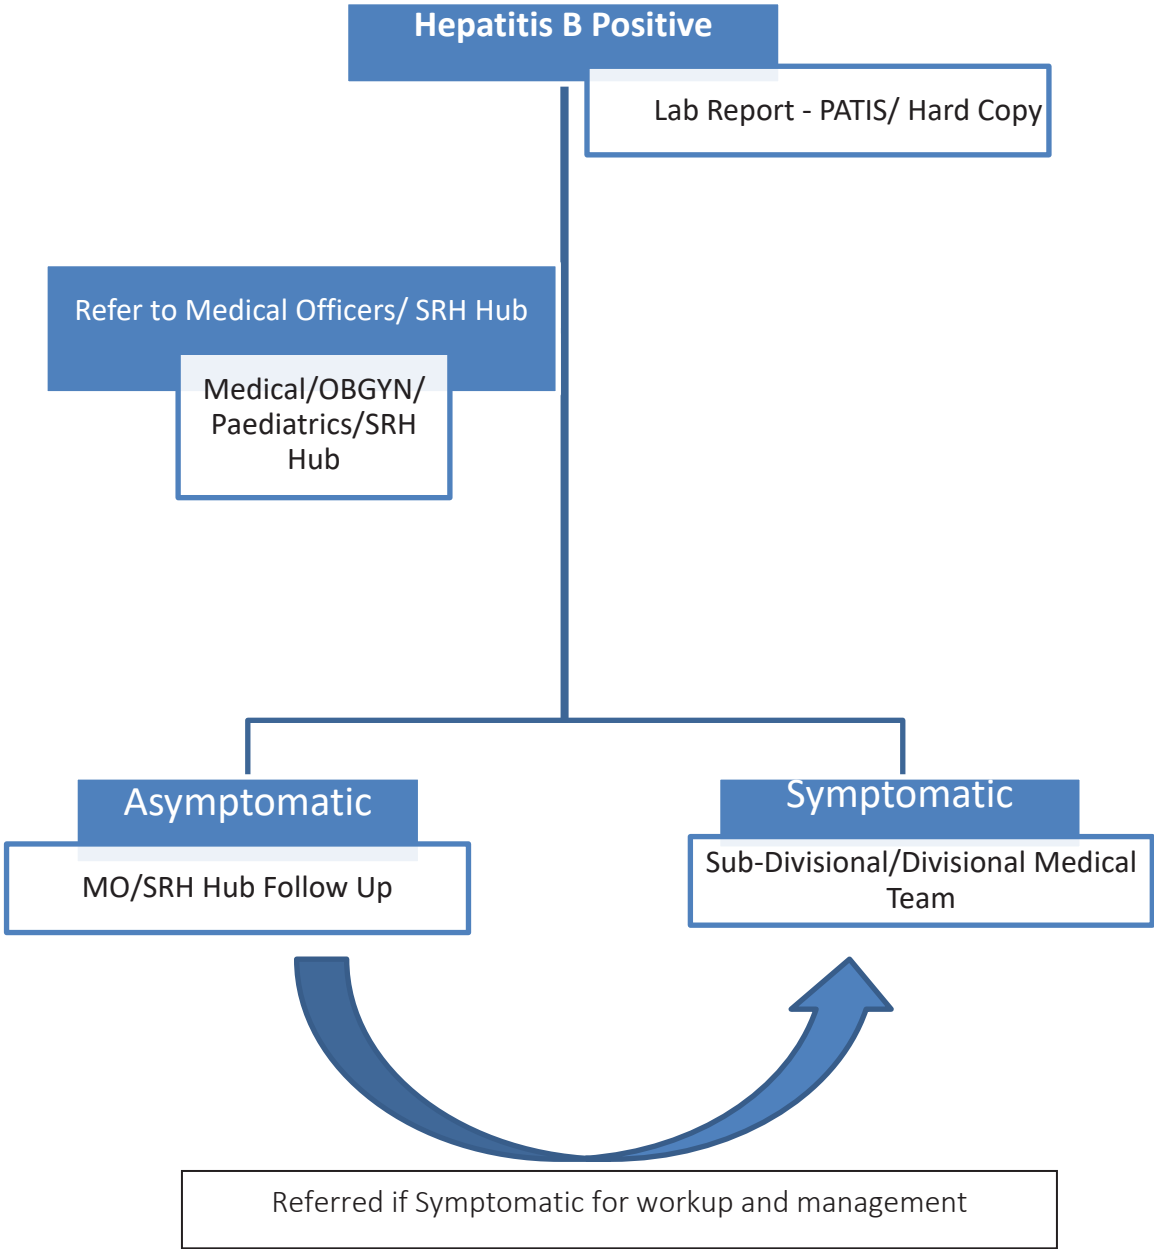 Hepatitis B Positive
Lab Report - PATIS/ Hard Copy
Refer to Medical Officers/ SRH Hub
Medical/OBGYN/
Paediatrics/SRH
Hub
Asymptomatic
MO/SRH Hub Follow Up
Symptomatic
Sub-Divisional/Divisional Medical
Team
Referred if Symptomatic for workup and management